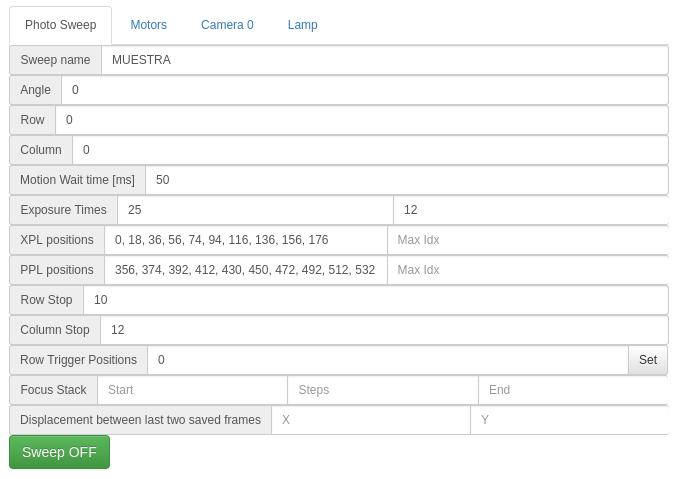 Photo Sweep Motors Camera 0 Lamp
Sweep name MUESTRA
Angle 0
Row 0
Column 0
Motion Wait time [ms] 50
Exposure Times 25 12
XPL positions 0, 18, 36, 56, 74, 94, 116, 136, 156, 176 Max Idx
PPL positions 356, 374, 392, 412, 430, 450, 472, 492, 512, 532 Max Idx
Row Stop 10
Column Stop 12
Row Trigger Positions 0 Set
Focus Stack Start Steps End
Displacement between last two saved frames X Y
Sweep OFF